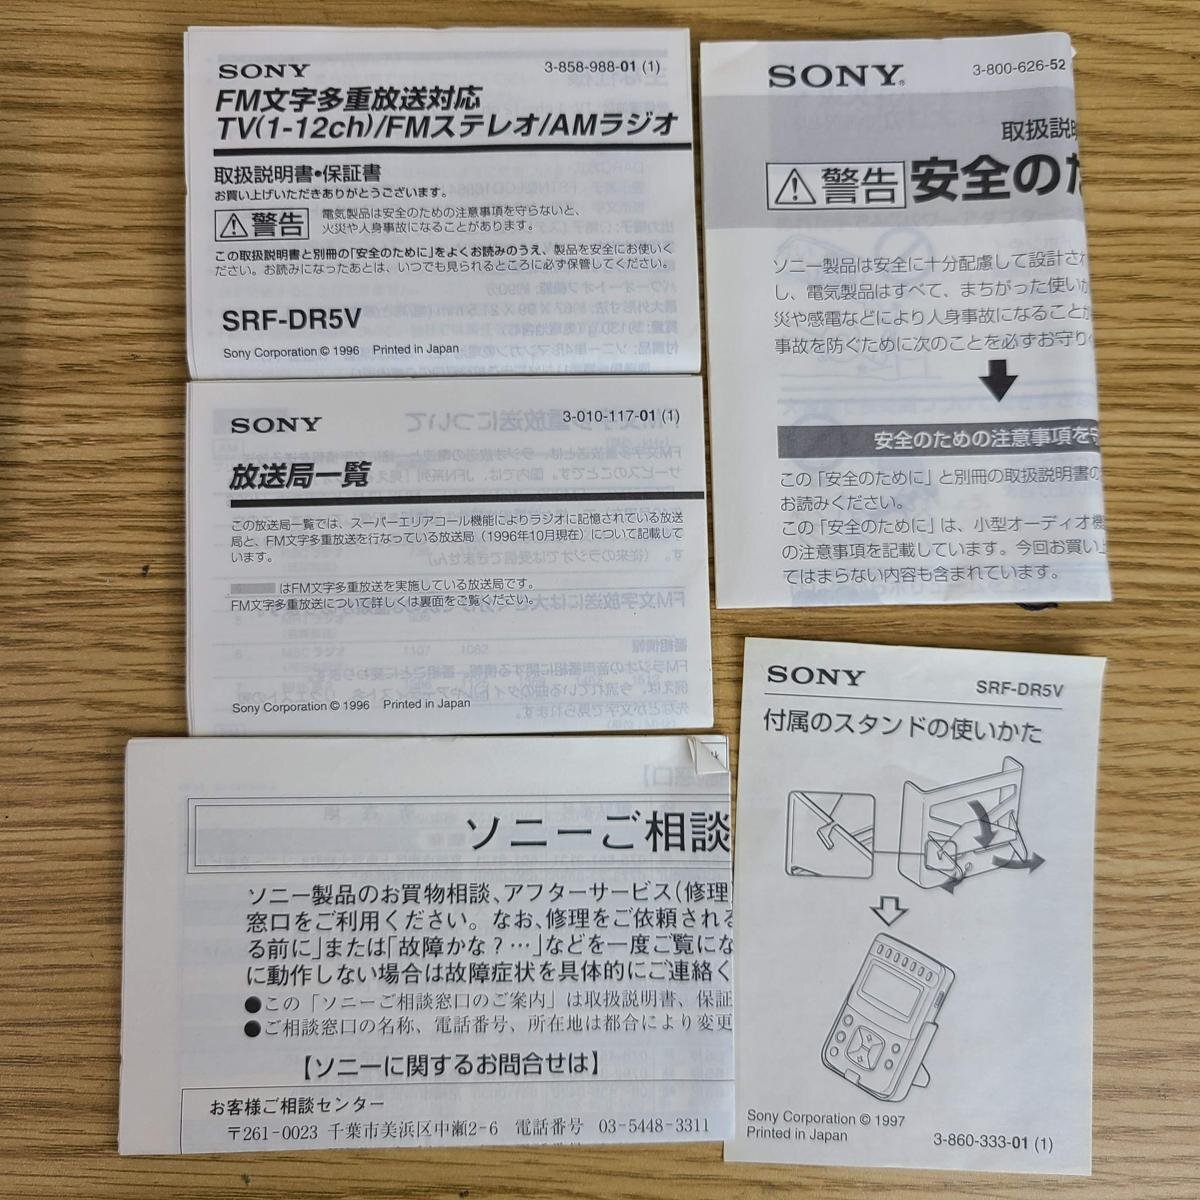 SONY 3-858-988-01 (1)
FM文字多重放送対応
TV(1-12ch)/FMステレオ/AMラジオ
取扱説明書・保証書
お買い上げいただきありがとうございます。
警告
電気製品は安全のための注意事項を守らないと、
火災や人身事故になることがあります。
この取扱説明書と別冊の「安全のために」をよくお読みのうえ、製品を安全にお使いく
ださい。お読みになったあとは、いつでも見られるところに必ず保管してください。
SRF-DR5V
Sony Corporation © 1996 Printed in Japan
SONY 3-010-117-01 (1)
放送局一覧
この放送局一覧では、スーパーエリアコール機能によりラジオに記憶されている放送
局と、FM文字多重放送を行なっている放送局（1996年10月現在）について記載して
います。
はFM文字多重放送を実施している放送局です。
FM文字多重放送について詳しくは裏面をご覧ください。
Sony Corporation © 1996 Printed in Japan
ソニーご相談
ソニー製品のお買物相談、アフターサービス(修理)
窓口をご利用ください。なお、修理をご依頼される
る前に」または「故障かな？…」などを一度ご覧にな
に動作しない場合は故障症状を具体的にご連絡く
●この「ソニーご相談窓口のご案内」は取扱説明書、保証
●ご相談窓口の名称、電話番号、所在地は都合により変更
【ソニーに関するお問合せは】
お客様ご相談センター
〒261-0023 千葉市美浜区中瀬2-6 電話番号 03-5448-3311
SONY® 3-800-626-52
取扱説
警告 安全のた
ソニー製品は安全に十分配慮して設計され
し、電気製品はすべて、まちがった使い
災や感電などにより人身事故になることが
事故を防ぐために次のことを必ずお守り
安全のための注意事項を守
この「安全のために」と別冊の取扱説明書の
お読みください。
この「安全のために」は、小型オーディオ機
の注意事項を記載しています。今回お買い上
てはまらない内容も含まれています。
SONY SRF-DR5V
付属のスタンドの使いかた
Sony Corporation © 1997
Printed in Japan 3-860-333-01 (1)